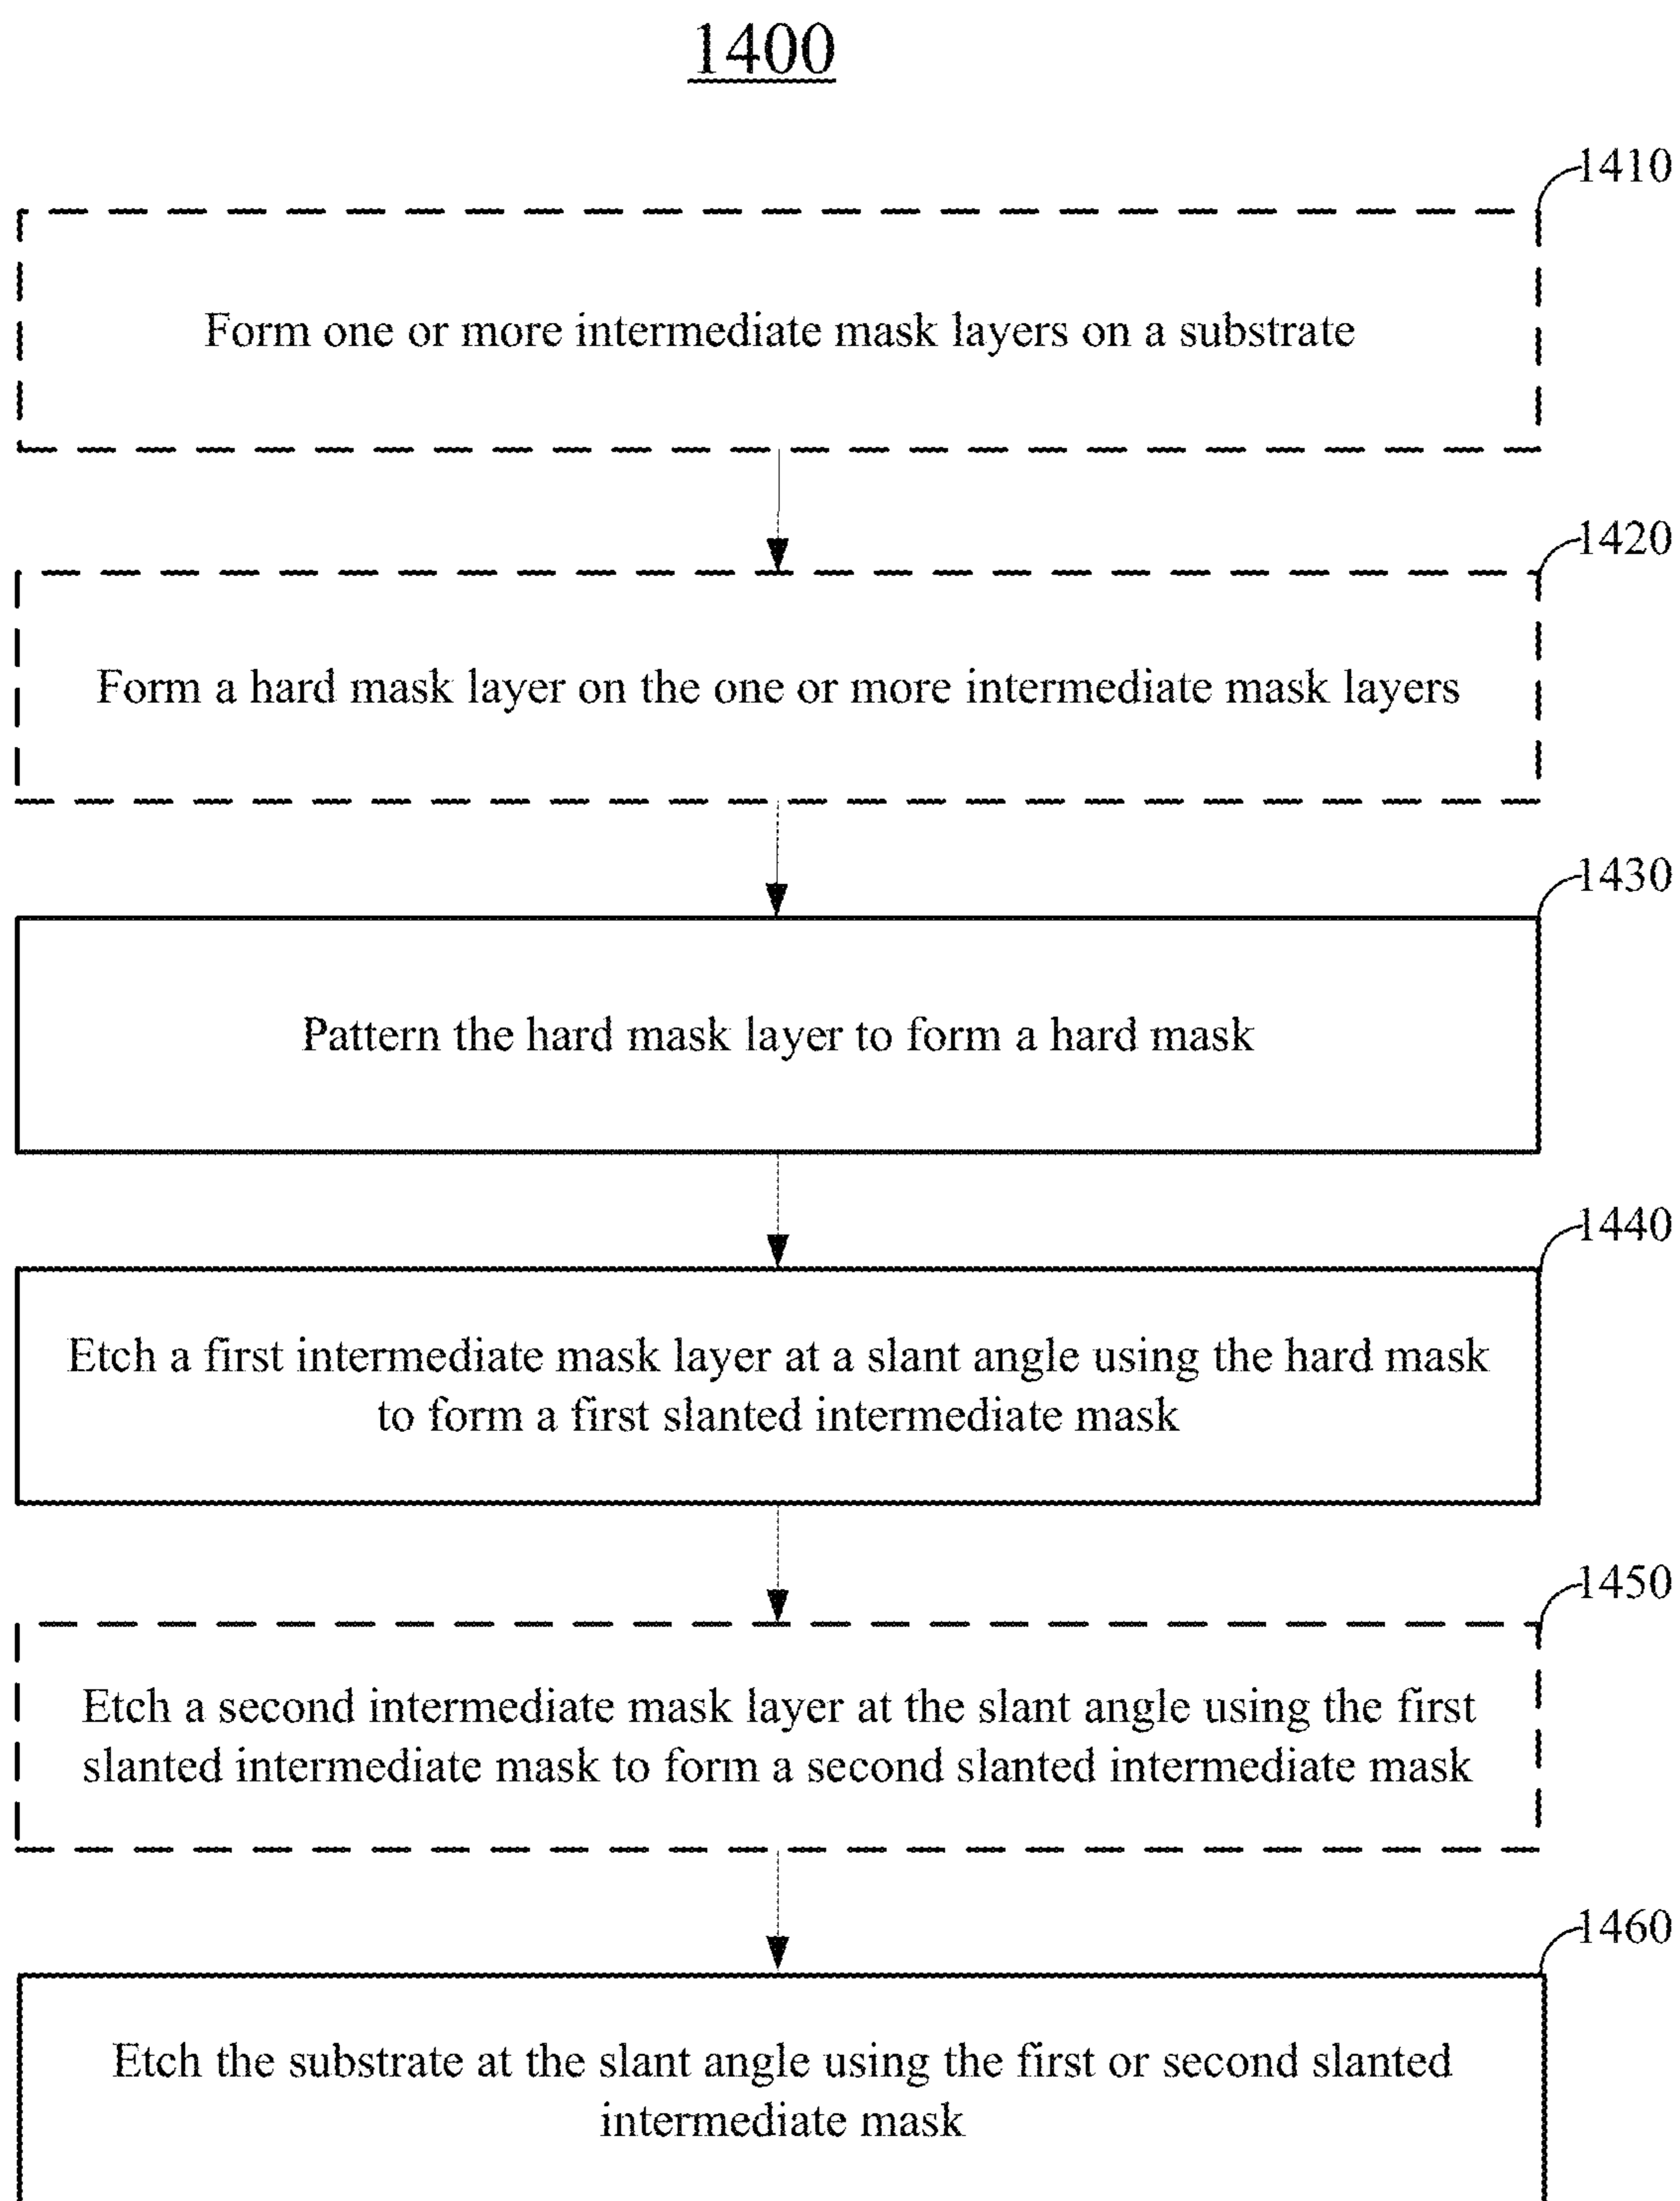 1400
1410
Form one or more intermediate mask layers on a substrate
1420
Form a hard mask layer on the one or more intermediate mask layers
1430
Pattern the hard mask layer to form a hard mask
1440
Etch a first intermediate mask layer at a slant angle using the hard mask
to form a first slanted intermediate mask
1450
Etch a second intermediate mask layer at the slant angle using the first
slanted intermediate mask to form a second slanted intermediate mask
1460
Etch the substrate at the slant angle using the first or second slanted
intermediate mask